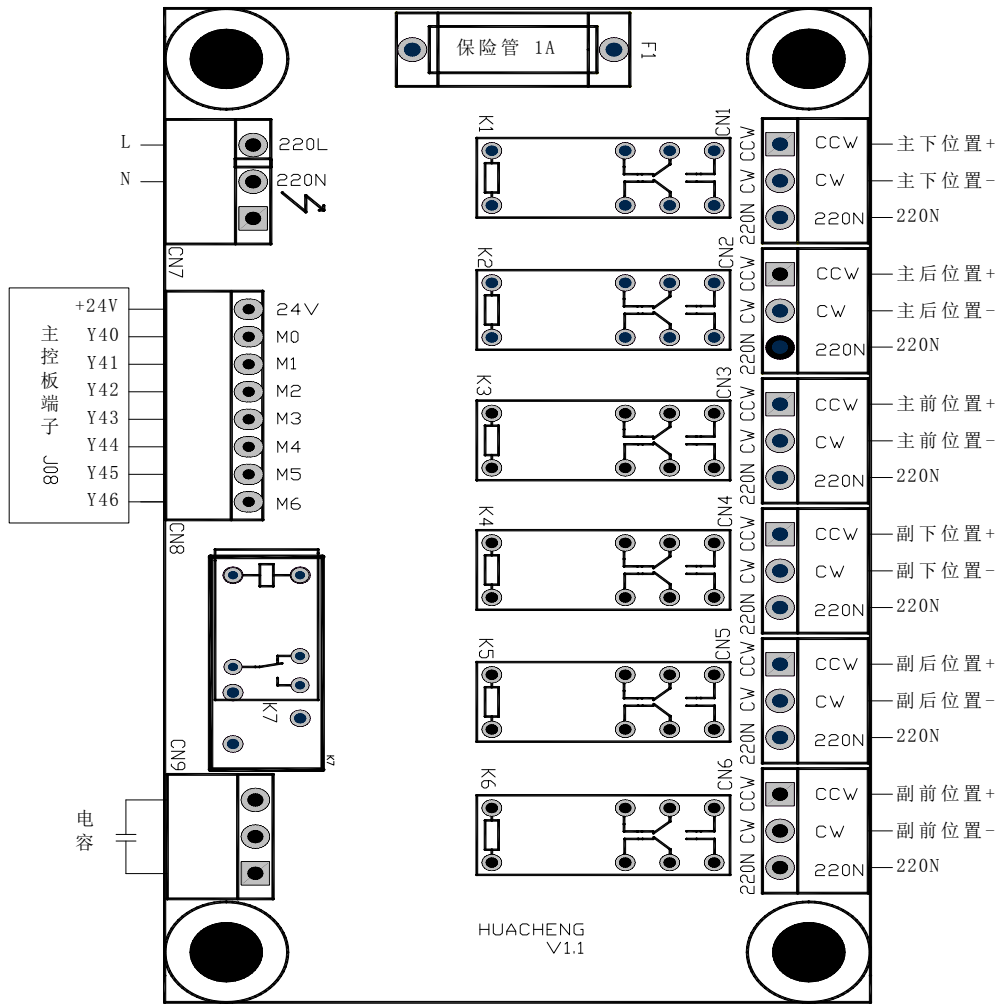 保险管 1A
F1
L
N
220L
220N
CN7
+24V
Y40
Y41
Y42
Y43
Y44
Y45
Y46
主控板端子 J08
24V
M0
M1
M2
M3
M4
M5
M6
CN8
K7
K7
CN9
电容
K1
CN1
K2
CN2
K3
CN3
K4
CN4
K5
CN5
K6
CN6
220N CW CCW
CCW 主下位置+
CW 主下位置-
220N 220N
220N CW CCW
CCW 主后位置+
CW 主后位置-
220N 220N
220N CW CCW
CCW 主前位置+
CW 主前位置-
220N 220N
220N CW CCW
CCW 副下位置+
CW 副下位置-
220N 220N
220N CW CCW
CCW 副后位置+
CW 副后位置-
220N 220N
220N CW CCW
CCW 副前位置+
CW 副前位置-
220N 220N
HUACHENG
V1.1